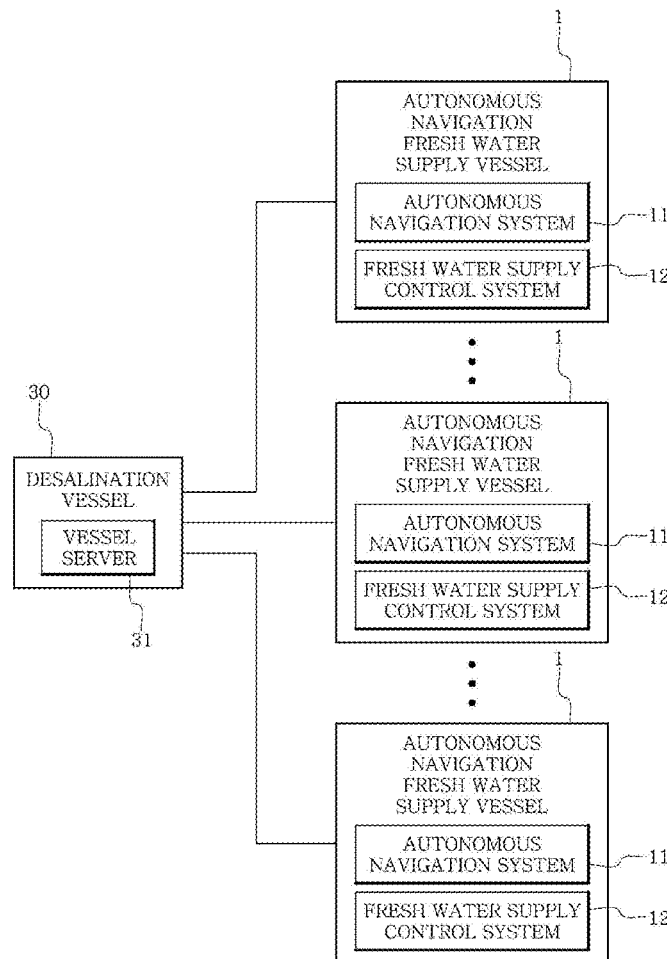 1
AUTONOMOUS
NAVIGATION
FRESH WATER
SUPPLY VESSEL
AUTONOMOUS
NAVIGATION SYSTEM
11
FRESH WATER SUPPLY
CONTROL SYSTEM
12
1
AUTONOMOUS
NAVIGATION
FRESH WATER
SUPPLY VESSEL
AUTONOMOUS
NAVIGATION SYSTEM
11
FRESH WATER SUPPLY
CONTROL SYSTEM
12
30
DESALINATION
VESSEL
VESSEL
SERVER
31
1
AUTONOMOUS
NAVIGATION
FRESH WATER
SUPPLY VESSEL
AUTONOMOUS
NAVIGATION SYSTEM
11
FRESH WATER SUPPLY
CONTROL SYSTEM
12